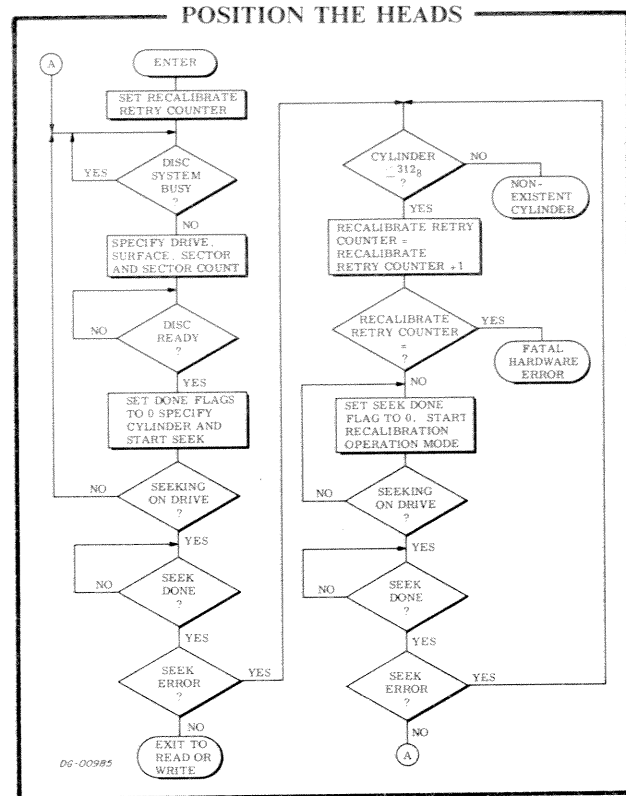 POSITION THE HEADS
A
ENTER
SET RECALIBRATE
RETRY COUNTER
YES
DISC
SYSTEM
BUSY
?
NO
SPECIFY DRIVE,
SURFACE, SECTOR
AND SECTOR COUNT
NO
DISC
READY
?
YES
SET DONE FLAGS
TO 0 SPECIFY
CYLINDER AND
START SEEK
NO
SEEKING
ON DRIVE
?
YES
NO
SEEK
DONE
?
YES
SEEK
ERROR
?
YES
NO
EXIT TO
READ OR
WRITE
CYLINDER
312₈
?
NO
NON-
EXISTENT
CYLINDER
YES
RECALIBRATE RETRY
COUNTER =
RECALIBRATE
RETRY COUNTER +1
RECALIBRATE
RETRY COUNTER
=
?
YES
FATAL
HARDWARE
ERROR
NO
SET SEEK DONE
FLAG TO 0, START
RECALIBRATION
OPERATION MODE
NO
SEEKING
ON DRIVE
?
YES
NO
SEEK
DONE
?
YES
SEEK
ERROR
?
YES
NO
A
DG-00985